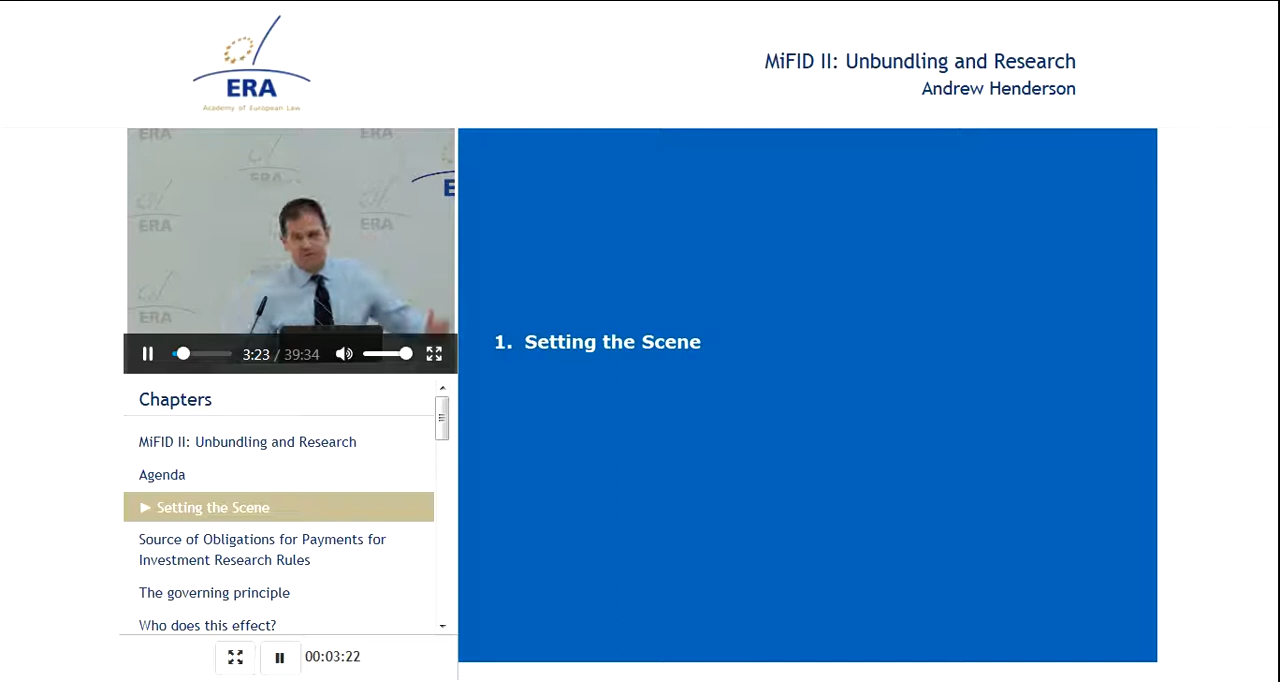 ERA
Academy of European Law
MiFID II: Unbundling and Research
Andrew Henderson
ERA
ERA
ERA
E
ERA
ERA
ERA
3:23 / 39:34
1. Setting the Scene
Chapters
MiFID II: Unbundling and Research
Agenda
► Setting the Scene
Source of Obligations for Payments for
Investment Research Rules
The governing principle
Who does this effect?
00:03:22